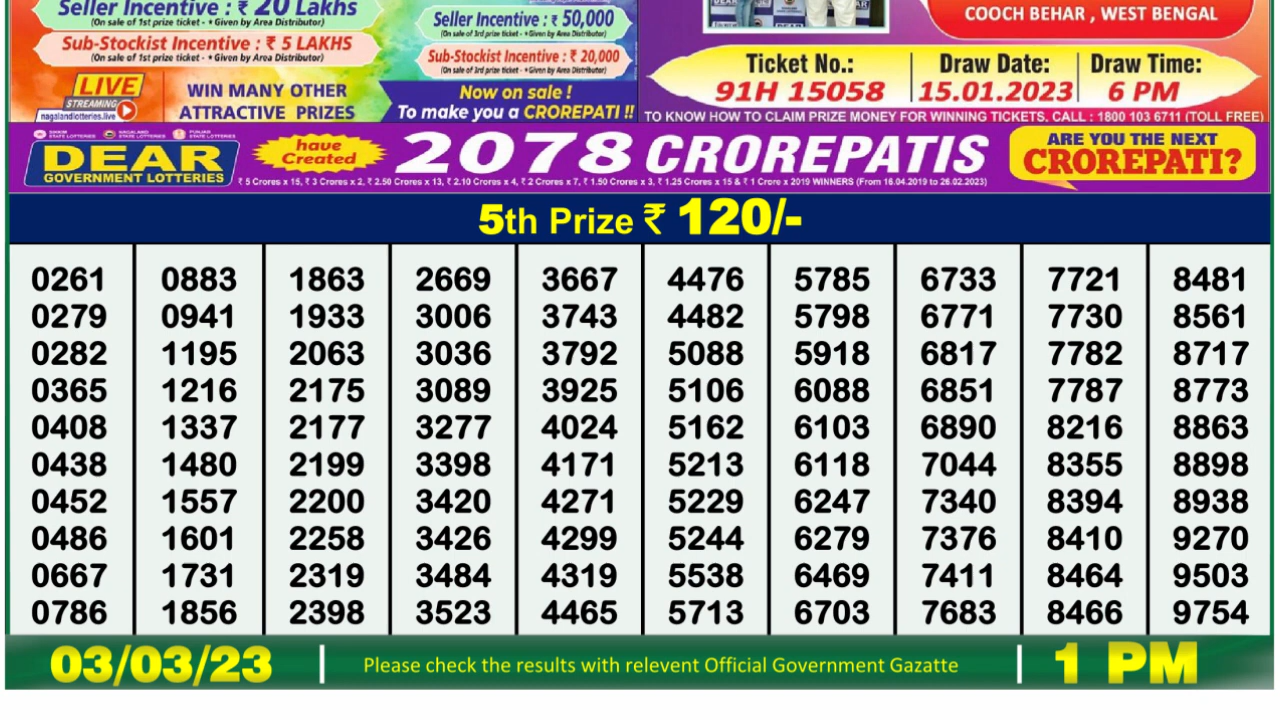 Seller Incentive : ₹ 20 Lakhs
(On sale of 1st prize ticket - • Given by Area Distributor)
Sub-Stockist Incentive : ₹ 5 LAKHS
(On sale of 1st prize ticket - • Given by Area Distributor)
Seller Incentive : ₹ 50,000
(On sale of 3rd prize ticket - • Given by Area Distributor)
Sub-Stockist Incentive : ₹ 20,000
(On sale of 3rd prize ticket - • Given by Area Distributor)
LIVE
STREAMING
nagalandlotteries.live
WIN MANY OTHER
ATTRACTIVE PRIZES
Now on sale !
To make you a CROREPATI !!
COOCH BEHAR , WEST BENGAL
Ticket No.: Draw Date: Draw Time:
91H 15058 15.01.2023 6 PM
TO KNOW HOW TO CLAIM PRIZE MONEY FOR WINNING TICKETS, CALL : 1800 103 6711 (TOLL FREE)
SIKKIM STATE LOTTERIES NAGALAND STATE LOTTERIES PUNJAB STATE LOTTERIES
DEAR
GOVERNMENT LOTTERIES
have
Created
2078 CROREPATIS
₹ 5 Crores x 15, ₹ 3 Crores x 2, ₹ 2.50 Crores x 13, ₹ 2.10 Crores x 4, ₹ 2 Crores x 7, ₹ 1.50 Crores x 3, ₹ 1.25 Crores x 15 & ₹ 1 Crore x 2019 WINNERS (From 16.04.2019 to 26.02.2023)
ARE YOU THE NEXT
CROREPATI?
5th Prize ₹ 120/-
0261 0883 1863 2669 3667 4476 5785 6733 7721 8481
0279 0941 1933 3006 3743 4482 5798 6771 7730 8561
0282 1195 2063 3036 3792 5088 5918 6817 7782 8717
0365 1216 2175 3089 3925 5106 6088 6851 7787 8773
0408 1337 2177 3277 4024 5162 6103 6890 8216 8863
0438 1480 2199 3398 4171 5213 6118 7044 8355 8898
0452 1557 2200 3420 4271 5229 6247 7340 8394 8938
0486 1601 2258 3426 4299 5244 6279 7376 8410 9270
0667 1731 2319 3484 4319 5538 6469 7411 8464 9503
0786 1856 2398 3523 4465 5713 6703 7683 8466 9754
03/03/23 Please check the results with relevent Official Government Gazatte 1 PM